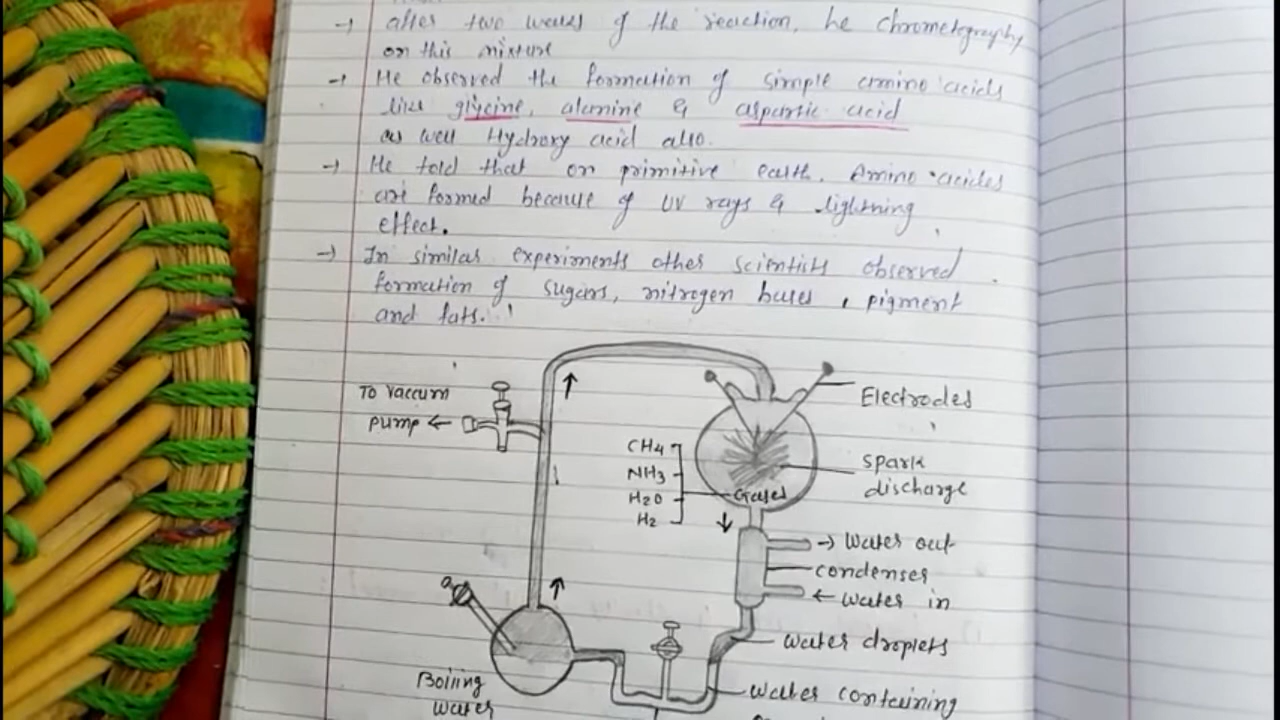 → after two weeks of the reaction, he chrometography
on this mixture
→ He observed the formation of simple amino acids
like glycine, alanine & aspartic acid
as well Hydroxy acid also.
→ He told that on primitive earth. Amino acides
are formed because of UV rays & lightning
effect.
→ In similar experiments other scientists observed
formation of sugars, nitrogen bases, pigment
and fats.
To vaccum
pump ←
Electrodes
CH4
NH3
H2O
H2
Gases
spark
discharge
→ Water out
condenser
← Water in
water droplets
Boiling
water
Water containing